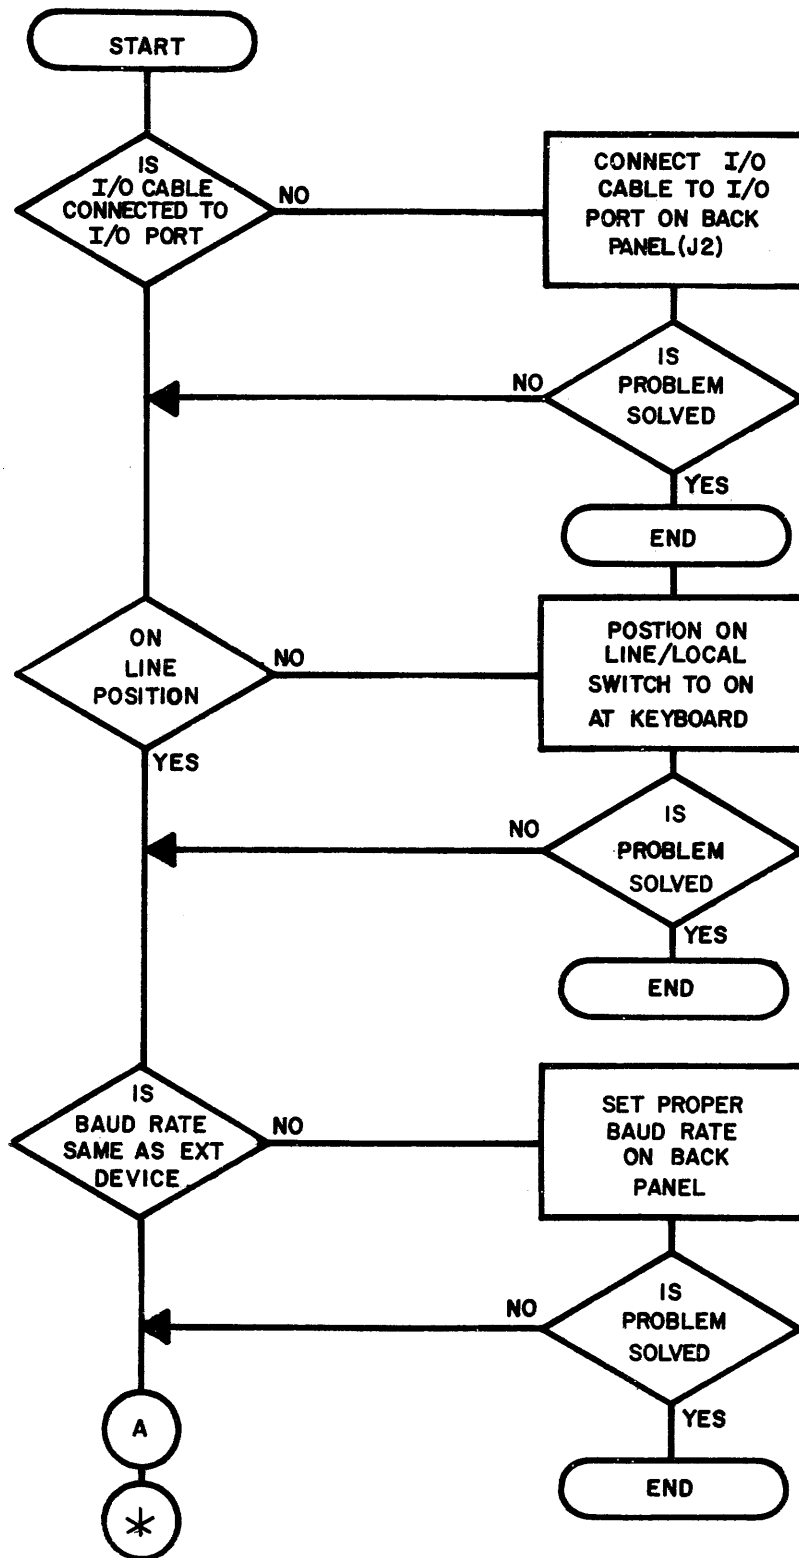 START
IS
I/O CABLE
CONNECTED TO
I/O PORT
NO
CONNECT I/O
CABLE TO I/O
PORT ON BACK
PANEL(J2)
IS
PROBLEM
SOLVED
NO
YES
END
ON
LINE
POSITION
NO
YES
POSTION ON
LINE/LOCAL
SWITCH TO ON
AT KEYBOARD
IS
PROBLEM
SOLVED
NO
YES
END
IS
BAUD RATE
SAME AS EXT
DEVICE
NO
SET PROPER
BAUD RATE
ON BACK
PANEL
IS
PROBLEM
SOLVED
NO
YES
END
A
*